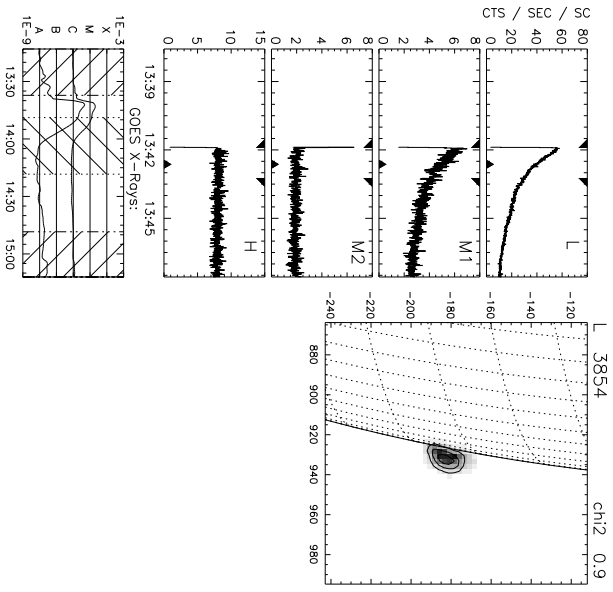 CTS / SEC / SC
80
60
40
20
0
L
8
6
4
2
M1
8
6
4
2
0
M2
15
10
5
0
H
13:39 13:42 13:45
GOES X-Rays:
1E-3
X
M
C
B
A
1E-9
13:30 14:00 14:30 15:00
L 3854 chi2 0.9
-120
-140
-160
-180
-200
-220
-240
880 900 920 940 960 980